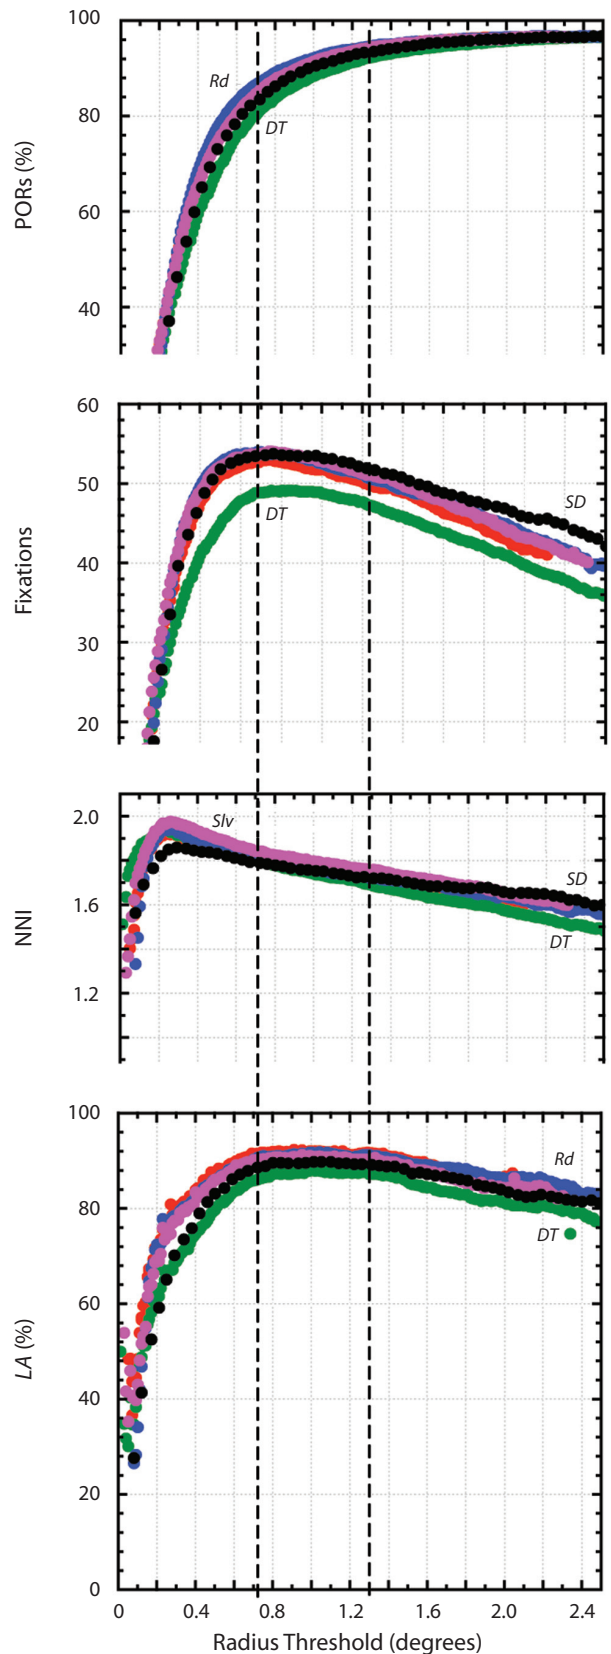 100
80
60
40
PORs (%)
Rd
DT
60
50
40
30
20
Fixations
DT
SD
2.0
1.6
1.2
NNI
Slv
SD
DT
100
80
60
40
20
0
LA (%)
Rd
DT
0 0.4 0.8 1.2 1.6 2.0 2.4
Radius Threshold (degrees)